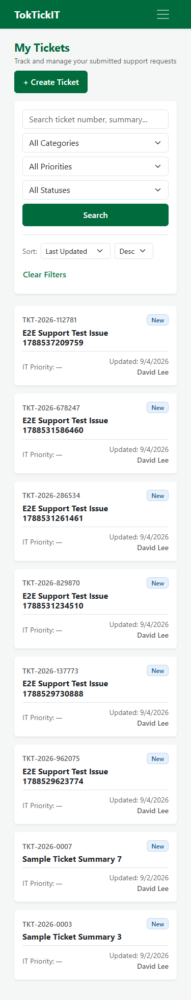 TokTickIT
My Tickets
Track and manage your submitted support requests
+ Create Ticket
Search ticket number, summary...
All Categories
All Priorities
All Statuses
Search
Sort: Last Updated Desc
Clear Filters
TKT-2026-112781 New
E2E Support Test Issue
1788537209759
IT Priority: — Updated: 9/4/2026
David Lee
TKT-2026-678247 New
E2E Support Test Issue
1788531586460
IT Priority: — Updated: 9/4/2026
David Lee
TKT-2026-286534 New
E2E Support Test Issue
1788531261461
IT Priority: — Updated: 9/4/2026
David Lee
TKT-2026-829870 New
E2E Support Test Issue
1788531234510
IT Priority: — Updated: 9/4/2026
David Lee
TKT-2026-137773 New
E2E Support Test Issue
1788529730888
IT Priority: — Updated: 9/4/2026
David Lee
TKT-2026-962075 New
E2E Support Test Issue
1788529623774
IT Priority: — Updated: 9/4/2026
David Lee
TKT-2026-0007 New
Sample Ticket Summary 7
IT Priority: — Updated: 9/2/2026
David Lee
TKT-2026-0003 New
Sample Ticket Summary 3
IT Priority: — Updated: 9/2/2026
David Lee